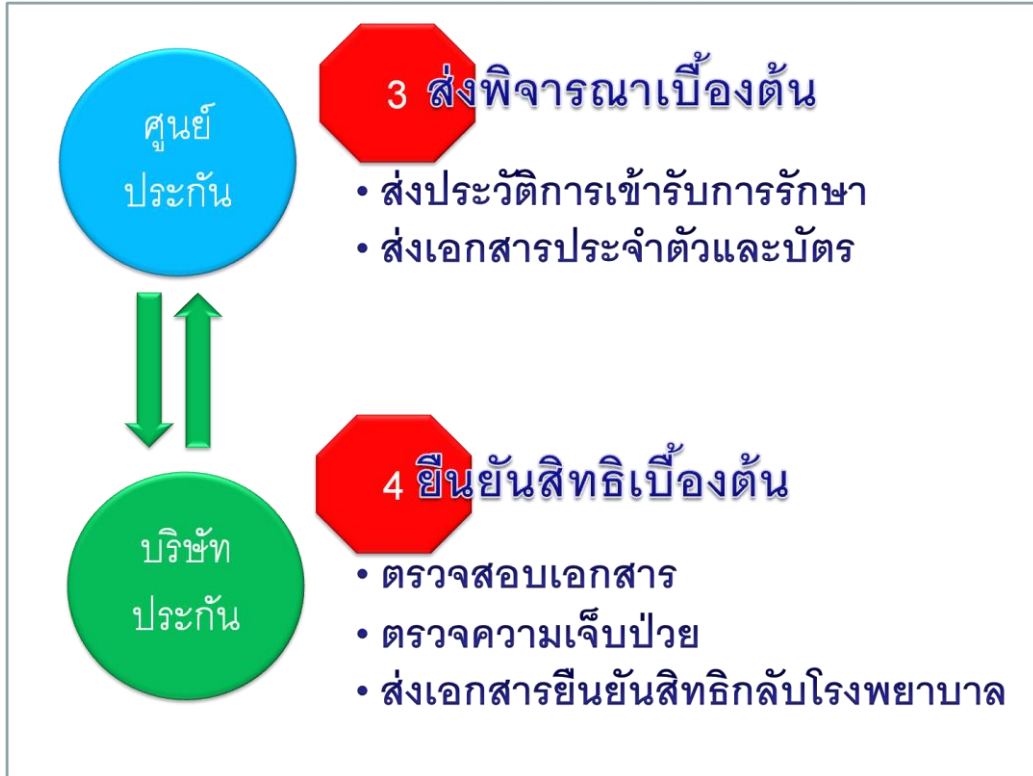 ศูนย์
ประกัน
3 ส่งพิจารณาเบื้องต้น
• ส่งประวัติการเข้ารับการรักษา
• ส่งเอกสารประจำตัวและบัตร
บริษัท
ประกัน
4 ยืนยันสิทธิเบื้องต้น
• ตรวจสอบเอกสาร
• ตรวจความเจ็บป่วย
• ส่งเอกสารยืนยันสิทธิกลับโรงพยาบาล